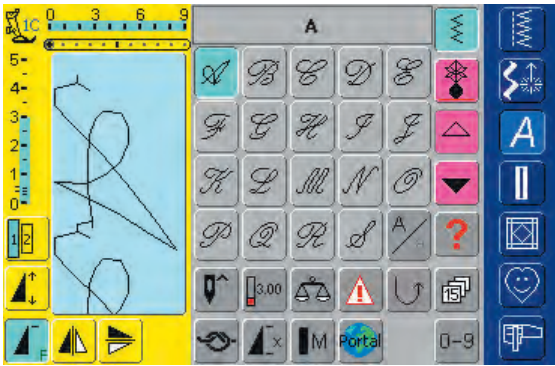 1C 0 3 6 9
A
5
4
A B C D E
3
F G H I J
2
A
1
0
K L M N O
1 2
P Q R S A/a ?
3.00 15
F x M Portal 0-9